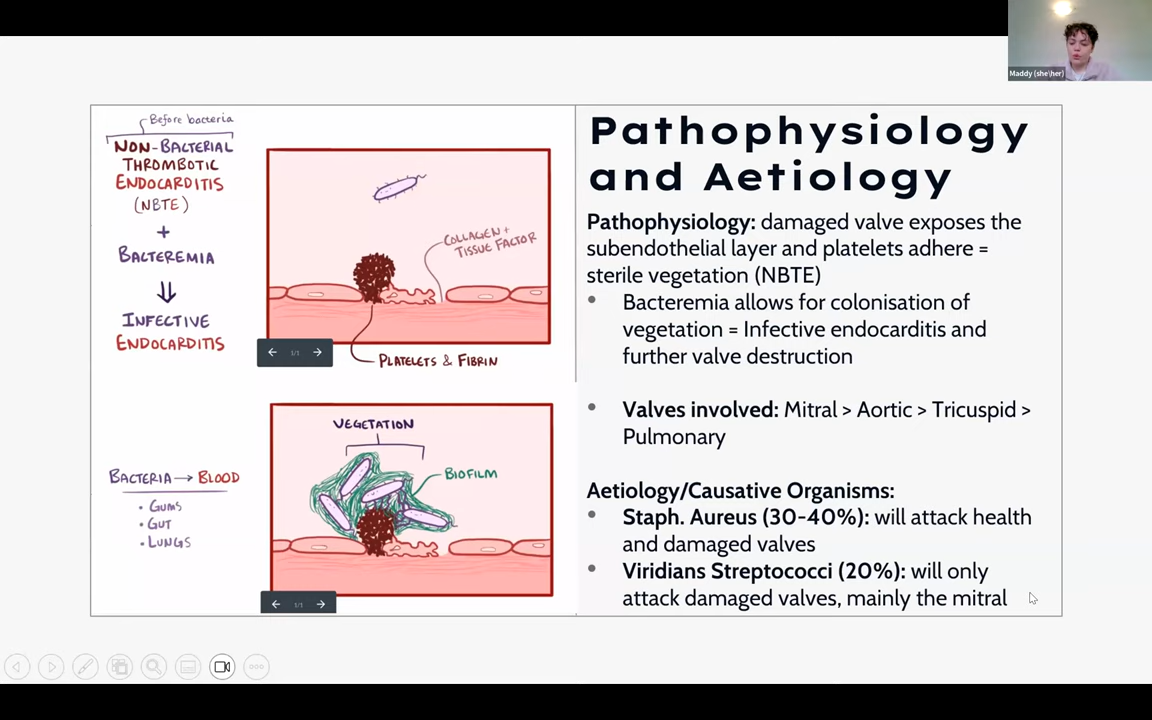 Maddy (she\her)
Before bacteria
NON-BACTERIAL
THROMBOTIC
ENDOCARDITIS
(NBTE)
+
BACTEREMIA
⇓
INFECTIVE
ENDOCARDITIS
COLLAGEN +
TISSUE FACTOR
1/1
PLATELETS & FIBRIN
BACTERIA → BLOOD
• GUMS
• GUT
• LUNGS
VEGETATION
BIOFILM
1/1
Pathophysiology
and Aetiology
Pathophysiology: damaged valve exposes the
subendothelial layer and platelets adhere =
sterile vegetation (NBTE)
• Bacteremia allows for colonisation of
vegetation = Infective endocarditis and
further valve destruction
• Valves involved: Mitral > Aortic > Tricuspid >
Pulmonary
Aetiology/Causative Organisms:
• Staph. Aureus (30-40%): will attack health
and damaged valves
• Viridians Streptococci (20%): will only
attack damaged valves, mainly the mitral